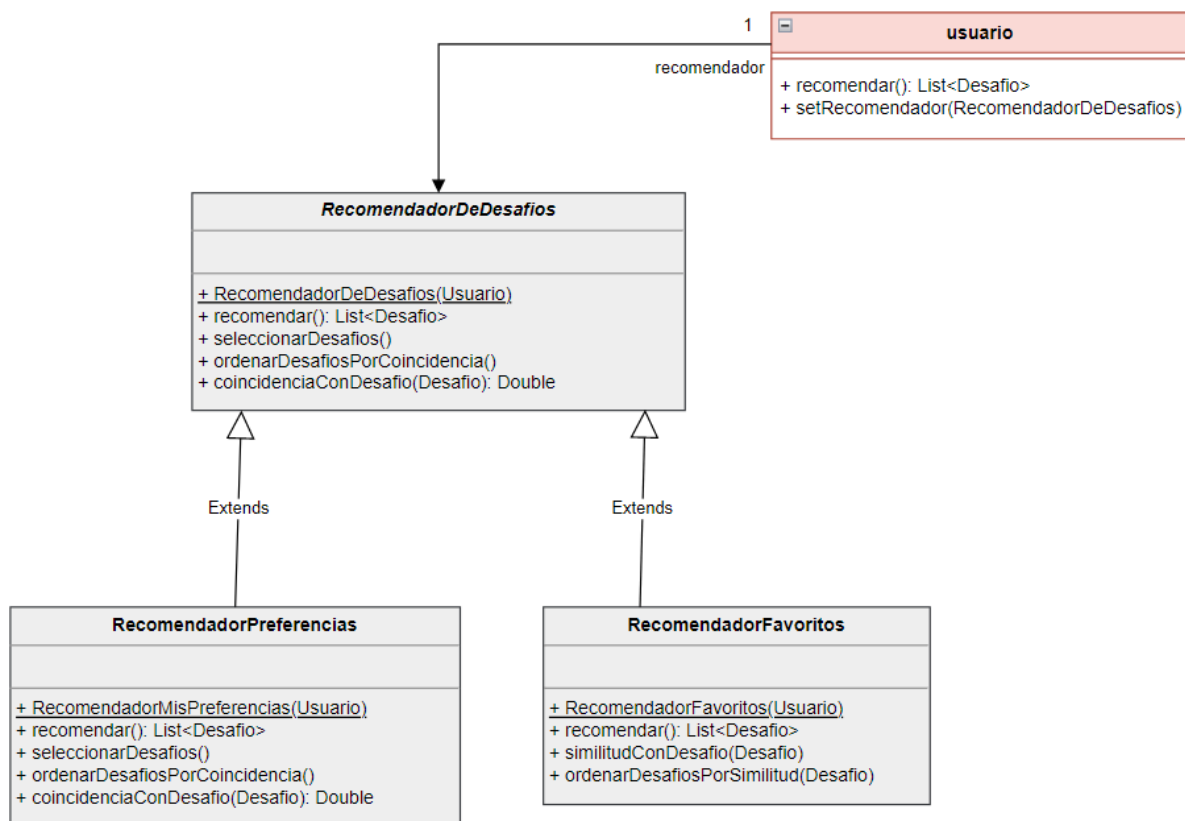 1
usuario
recomendador
+ recomendar(): List<Desafio>
+ setRecomendador(RecomendadorDeDesafios)
RecomendadorDeDesafios
+ RecomendadorDeDesafios(Usuario)
+ recomendar(): List<Desafio>
+ seleccionarDesafios()
+ ordenarDesafiosPorCoincidencia()
+ coincidenciaConDesafio(Desafio): Double
Extends
Extends
RecomendadorPreferencias
+ RecomendadorMisPreferencias(Usuario)
+ recomendar(): List<Desafio>
+ seleccionarDesafios()
+ ordenarDesafiosPorCoincidencia()
+ coincidenciaConDesafio(Desafio): Double
RecomendadorFavoritos
+ RecomendadorFavoritos(Usuario)
+ recomendar(): List<Desafio>
+ similitudConDesafio(Desafio)
+ ordenarDesafiosPorSimilitud(Desafio)